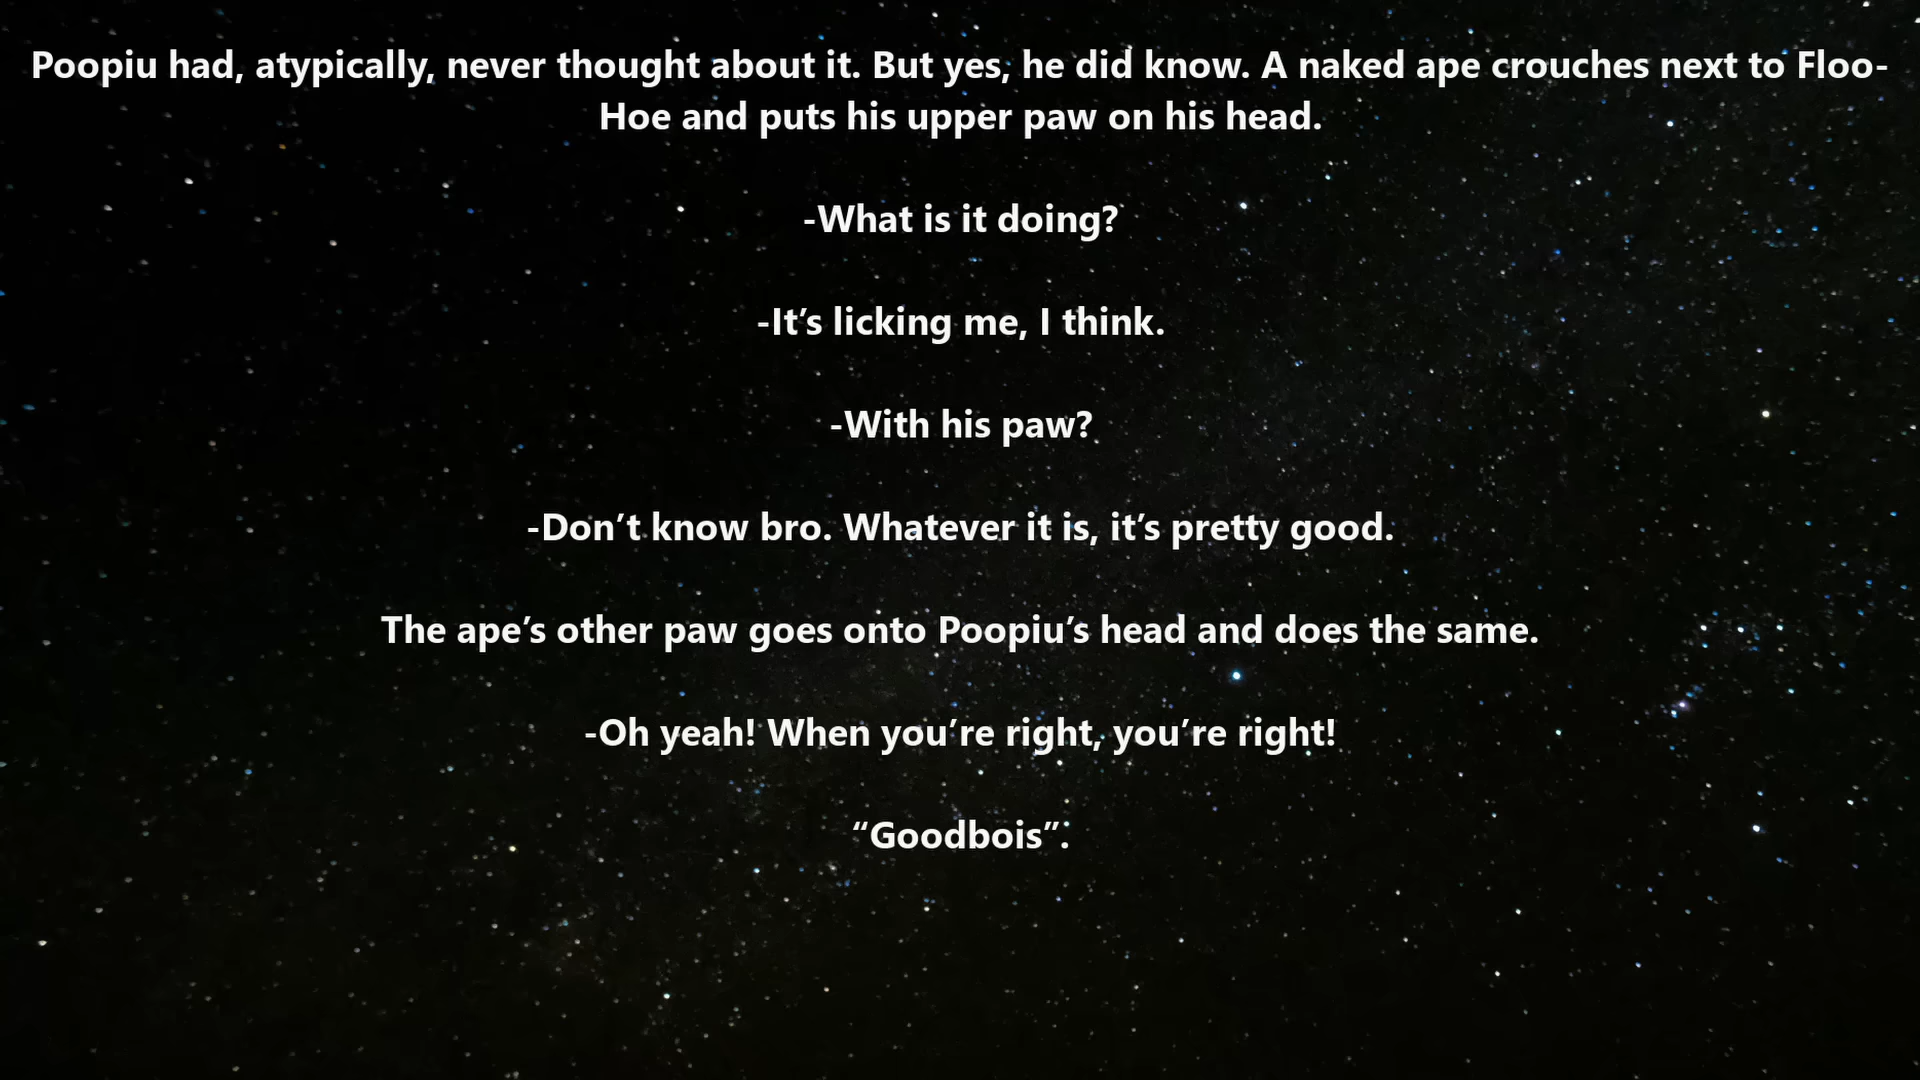 Poopiu had, atypically, never thought about it. But yes, he did know. A naked ape crouches next to Floo-
Hoe and puts his upper paw on his head.
-What is it doing?
-It’s licking me, I think.
-With his paw?
-Don’t know bro. Whatever it is, it’s pretty good.
The ape’s other paw goes onto Poopiu’s head and does the same.
-Oh yeah! When you’re right, you’re right!
“Goodbois”.